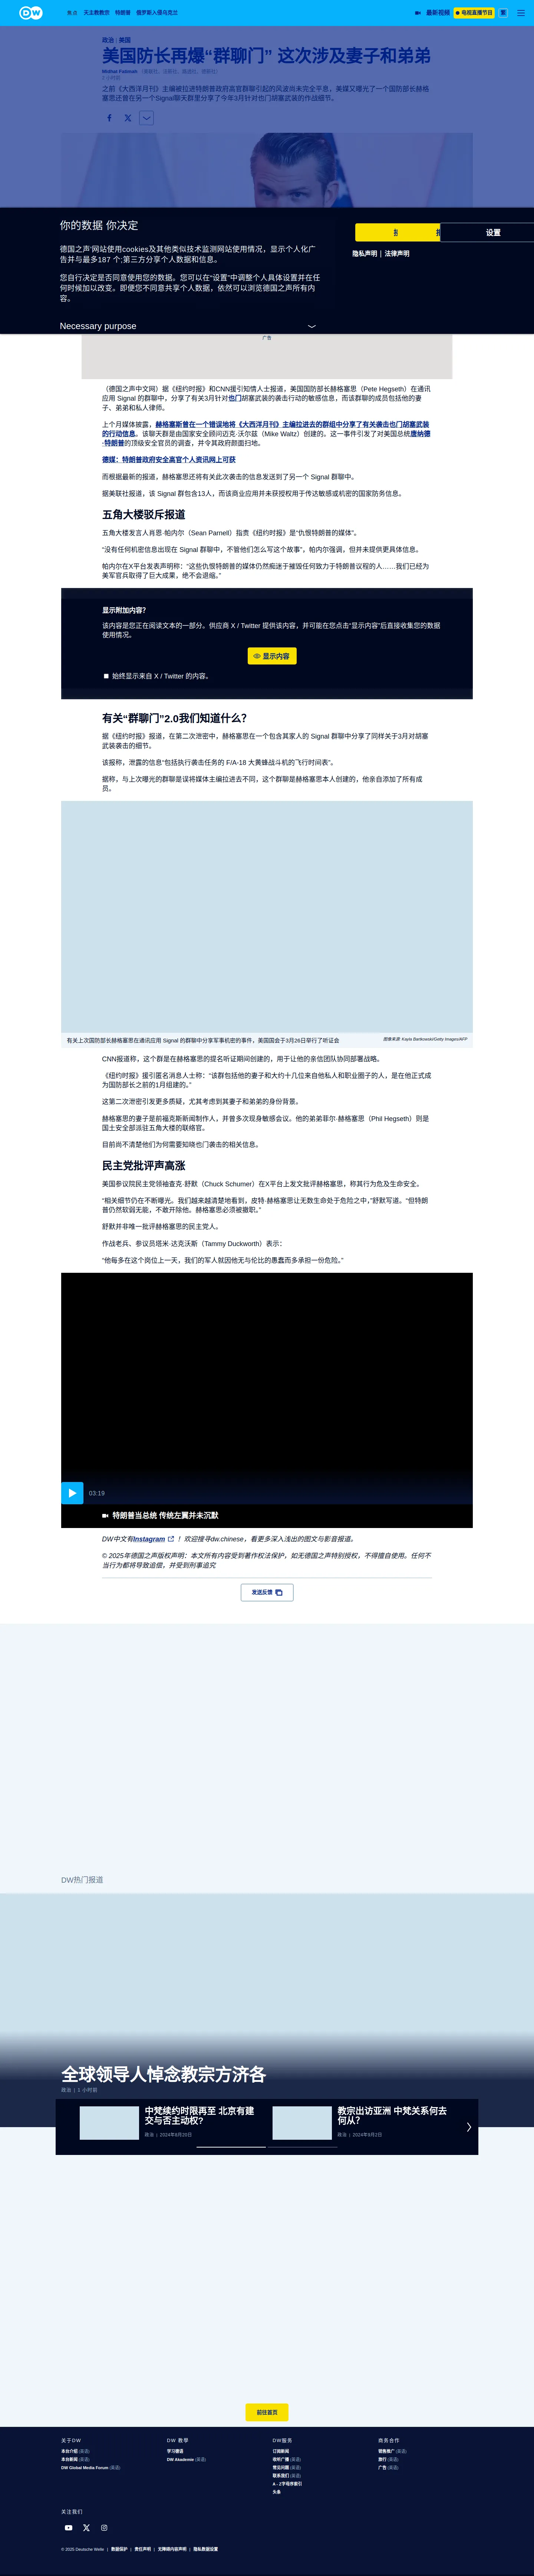 DW
焦点 天主教教宗 特朗普 俄罗斯入侵乌克兰
最新视频
电视直播节目
繁
政治 | 美国
美国防长再爆“群聊门” 这次涉及妻子和弟弟
2 小时前
之前《大西洋月刊》主编被拉进特朗普政府高官群聊引起的风波尚未完全平息，美媒又曝光了一个国防部长赫格
塞思还曾在另一个Signal聊天群里分享了今年3月针对也门胡塞武装的作战细节。
你的数据 你决定
德国之声'网站使用cookies及其他类似技术监测网站使用情况，显示个人化广
告并与最多187 个;第三方分享个人数据和信息。
您自行决定是否同意使用您的数据。您可以在“设置”中调整个人具体设置并在任
何时候加以改变。即便您不同意共享个人数据，依然可以浏览德国之声所有内
容。
设置
隐私声明 | 法律声明
Necessary purpose
广告
（德国之声中文网）据《纽约时报》和CNN援引知情人士报道，美国国防部长赫格塞思（Pete Hegseth）在通讯
应用 Signal 的群聊中，分享了有关3月针对也门胡塞武装的袭击行动的敏感信息，而该群聊的成员包括他的妻
子、弟弟和私人律师。
上个月媒体披露，赫格塞斯曾在一个错误地将《大西洋月刊》主编拉进去的群组中分享了有关袭击也门胡塞武装
的行动信息。该聊天群是由国家安全顾问迈克·沃尔兹（Mike Waltz）创建的。这一事件引发了对美国总统唐纳德
·特朗普的顶级安全官员的调查，并令其政府颜面扫地。
德媒：特朗普政府安全高官个人资讯网上可获
而根据最新的报道，赫格塞思还将有关此次袭击的信息发送到了另一个 Signal 群聊中。
据美联社报道，该 Signal 群包含13人，而该商业应用并未获授权用于传达敏感或机密的国家防务信息。
五角大楼驳斥报道
五角大楼发言人肖恩·帕内尔（Sean Parnell）指责《纽约时报》是“仇恨特朗普的媒体”。
“没有任何机密信息出现在 Signal 群聊中，不管他们怎么写这个故事”，帕内尔强调，但并未提供更具体信息。
帕内尔在X平台发表声明称：“这些仇恨特朗普的媒体仍然痴迷于摧毁任何致力于特朗普议程的人……我们已经为
美军官兵取得了巨大成果，绝不会退缩。”
显示附加内容?
该内容是您正在阅读文本的一部分。供应商 X / Twitter 提供该内容，并可能在您点击“显示内容”后直接收集您的数据
使用情况。
显示内容
始终显示来自 X / Twitter 的内容。
有关“群聊门”2.0我们知道什么？
据《纽约时报》报道，在第二次泄密中，赫格塞思在一个包含其家人的 Signal 群聊中分享了同样关于3月对胡塞
武装袭击的细节。
该报称，泄露的信息“包括执行袭击任务的 F/A-18 大黄蜂战斗机的飞行时间表”。
据称，与上次曝光的群聊是误将媒体主编拉进去不同，这个群聊是赫格塞思本人创建的，他亲自添加了所有成
员。
有关上次国防部长赫格塞思在通讯应用 Signal 的群聊中分享军事机密的事件，美国国会于3月26日举行了听证会
图像来源: Kayla Bartkowski/Getty Images/AFP
CNN报道称，这个群是在赫格塞思的提名听证期间创建的，用于让他的亲信团队协同部署战略。
《纽约时报》援引匿名消息人士称：“该群包括他的妻子和大约十几位来自他私人和职业圈子的人，是在他正式成
为国防部长之前的1月组建的。”
这第二次泄密引发更多质疑，尤其考虑到其妻子和弟弟的身份背景。
赫格塞思的妻子是前福克斯新闻制作人，并曾多次现身敏感会议。他的弟弟菲尔·赫格塞思（Phil Hegseth）则是
国土安全部派驻五角大楼的联络官。
目前尚不清楚他们为何需要知晓也门袭击的相关信息。
民主党批评声高涨
美国参议院民主党领袖查克·舒默（Chuck Schumer）在X平台上发文批评赫格塞思，称其行为危及生命安全。
“相关细节仍在不断曝光。我们越来越清楚地看到，皮特·赫格塞思让无数生命处于危险之中，”舒默写道。“但特朗
普仍然软弱无能，不敢开除他。赫格塞思必须被撤职。”
舒默并非唯一批评赫格塞思的民主党人。
作战老兵、参议员塔米·达克沃斯（Tammy Duckworth）表示：
“他每多在这个岗位上一天，我们的军人就因他无与伦比的愚蠢而多承担一份危险。”
03:19
特朗普当总统 传统左翼并未沉默
DW中文有Instagram ！欢迎搜寻dw.chinese，看更多深入浅出的图文与影音报道。
© 2025年德国之声版权声明：本文所有内容受到著作权法保护，如无德国之声特别授权，不得擅自使用。任何不
当行为都将导致追偿，并受到刑事追究
发送反馈
DW热门报道
全球领导人悼念教宗方济各
政治 | 1 小时前
中梵续约时限再至 北京有建
交与否主动权?
政治 | 2024年8月20日
教宗出访亚洲 中梵关系何去
何从?
政治 | 2024年9月2日
前往首页
关于DW
本台介绍 (英语)
本台新闻 (英语)
DW Global Media Forum (英语)
DW 教學
学习德语
DW Akademie (英语)
DW服务
订阅新闻
收听广播 (英语)
常见问题 (英语)
联系我们 (英语)
A - Z字母序索引
头条
商务合作
销售推广 (英语)
旅行 (英语)
广告 (英语)
关注我们
© 2025 Deutsche Welle | 数据保护 | 责任声明 | 无障碍内容声明 | 隐私数据设置